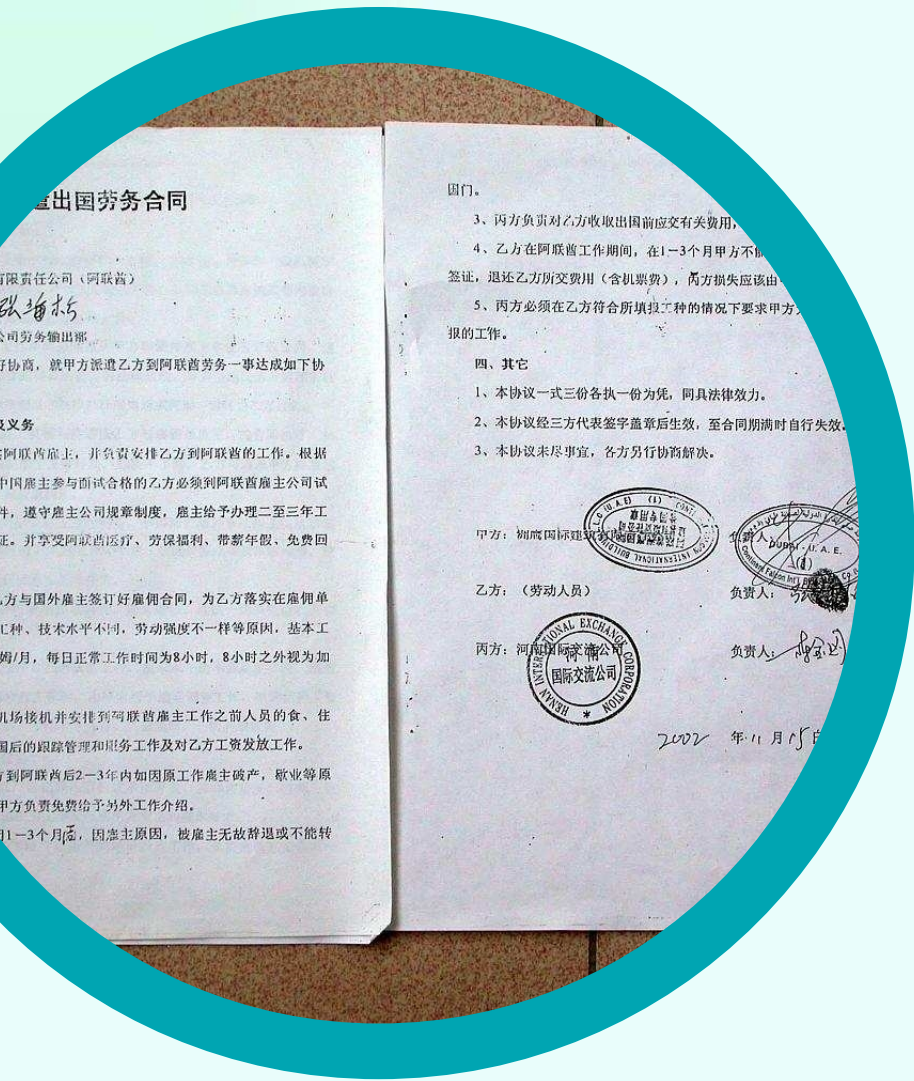 出国劳务合同
有限责任公司（阿联酋）
公司劳务输出部
好协商，就甲方派遣乙方到阿联酋劳务一事达成如下协
及义务
阿联酋雇主，并负责安排乙方到阿联酋的工作。根据
中国雇主参与面试合格的乙方必须到阿联酋雇主公司试
件，遵守雇主公司规章制度，雇主给予办理二至三年工
证。并享受阿联酋医疗、劳保福利、带薪年假、免费回
方与国外雇主签订好雇佣合同，为乙方落实在雇佣单
工种、技术水平不同，劳动强度不一样等原因，基本工
姆/月，每日正常工作时间为8小时，8小时之外视为加
机场接机并安排到阿联酋雇主工作之前人员的食、住
国后的跟踪管理和服务工作及对乙方工资发放工作。
方到阿联酋后2—3年内如因原工作雇主破产，歇业等原
甲方负责免费给予另外工作介绍。
1—3个月后，因雇主原因，被雇主无故辞退或不能转
因门。
3、丙方负责对乙方收取出国前应交有关费用，
4、乙方在阿联酋工作期间，在1—3个月甲方不
签证，退还乙方所交费用（含机票费），丙方损失应该由
5、丙方必须在乙方符合所填报工种的情况下要求甲方
报的工作。
四、其它
1、本协议一式三份各执一份为凭，同具法律效力。
2、本协议经三方代表签字盖章后生效，至合同期满时自行失效。
3、本协议未尽事宜，各方另行协商解决。
甲方： 国际建筑 负责人：
DUBAI - U. A. E.
(1)
乙方：（劳动人员） 负责人：
丙方：河南国际交流公司 负责人：
HENAN INTERNATIONAL EXCHANGE CORPORATION
河南
国际交流公司
2002 年 11 月 15 日